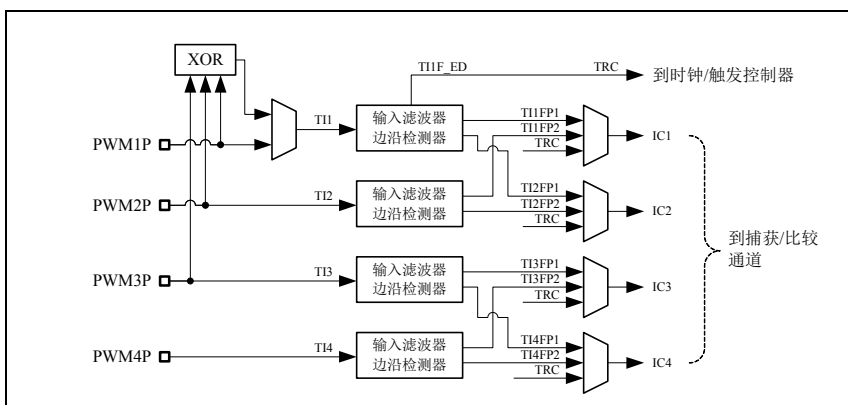 XOR
TI1F_ED
TRC
到时钟/触发控制器
TI1
输入滤波器
边沿检测器
TI1FP1
TI1FP2
TRC
IC1
PWM1P
PWM2P
TI2
输入滤波器
边沿检测器
TI2FP1
TI2FP2
TRC
IC2
到捕获/比较
通道
PWM3P
TI3
输入滤波器
边沿检测器
TI3FP1
TI3FP2
TRC
IC3
PWM4P
TI4
输入滤波器
边沿检测器
TI4FP1
TI4FP2
TRC
IC4